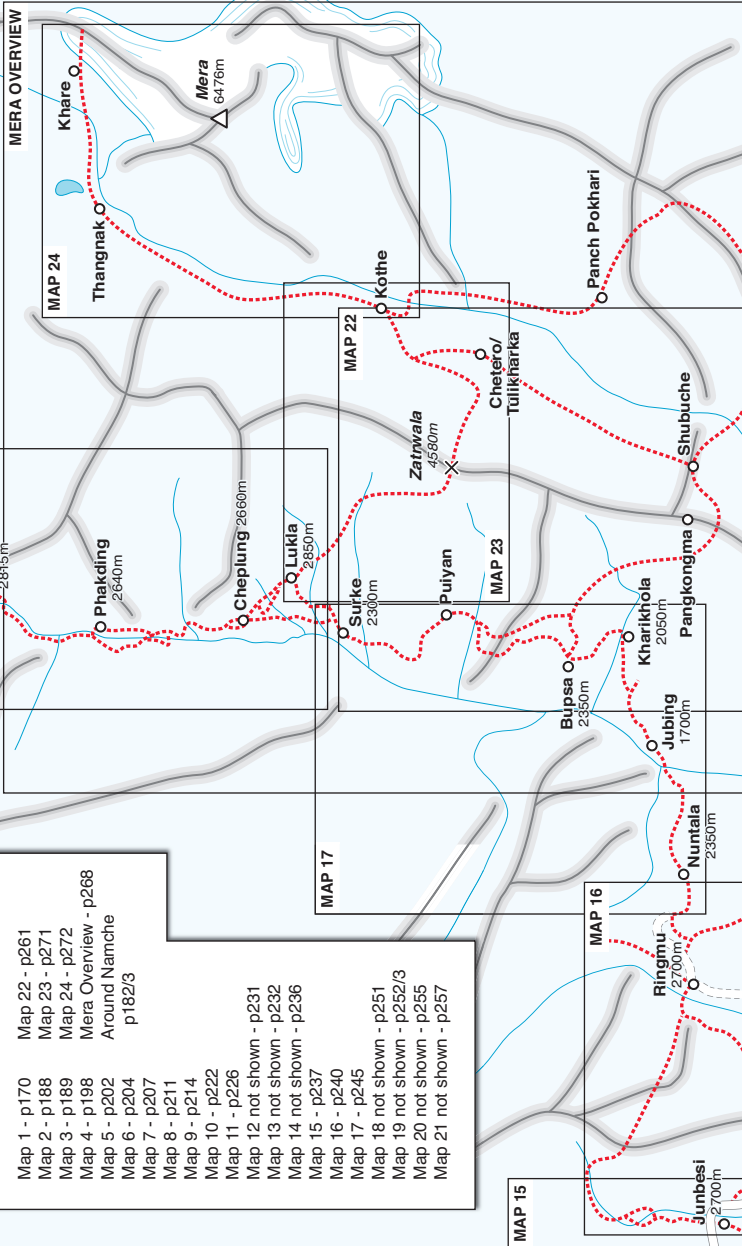 MERA OVERVIEW
Khare
Mera
6476m
MAP 24
Thangnak
Kothe
Panch Pokhari
MAP 22
Chetero/
Tulikharka
Zatrwala
4580m
Shubuche
2815m
Phakding
2640m
Cheplung 2660m
Lukla
2850m
Surke
2300m
Puiyan
MAP 23
Pangkongma
Kharikhola
2050m
Bupsa
2350m
Jubing
1700m
Nuntala
2350m
MAP 17
MAP 16
Ringmu
2700m
MAP 15
Junbesi
2700m
Map 1 - p170
Map 2 - p188
Map 3 - p189
Map 4 - p198
Map 5 - p202
Map 6 - p204
Map 7 - p207
Map 8 - p211
Map 9 - p214
Map 10 - p222
Map 11 - p226
Map 12 not shown - p231
Map 13 not shown - p232
Map 14 not shown - p236
Map 15 - p237
Map 16 - p240
Map 17 - p245
Map 18 not shown - p251
Map 19 not shown - p252/3
Map 20 not shown - p255
Map 21 not shown - p257
Map 22 - p261
Map 23 - p271
Map 24 - p272
Mera Overview - p268
Around Namche
p182/3